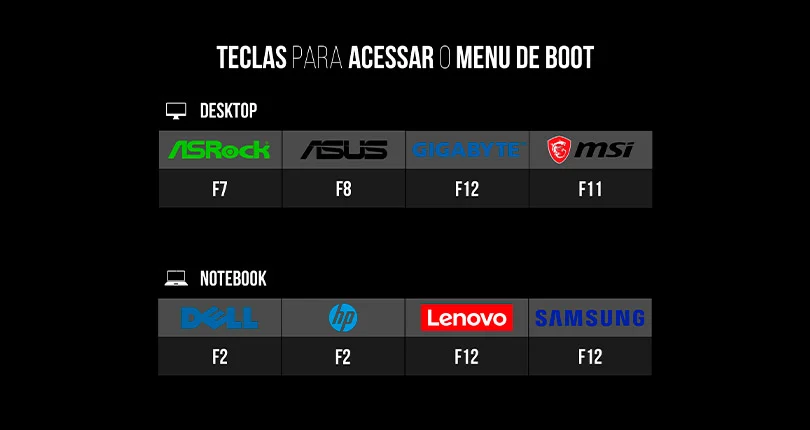 TECLAS PARA ACESSAR O MENU DE BOOT
DESKTOP
ASRock ASUS GIGABYTE™ msi
F7 F8 F12 F11
NOTEBOOK
DELL hp Lenovo SAMSUNG
F2 F2 F12 F12